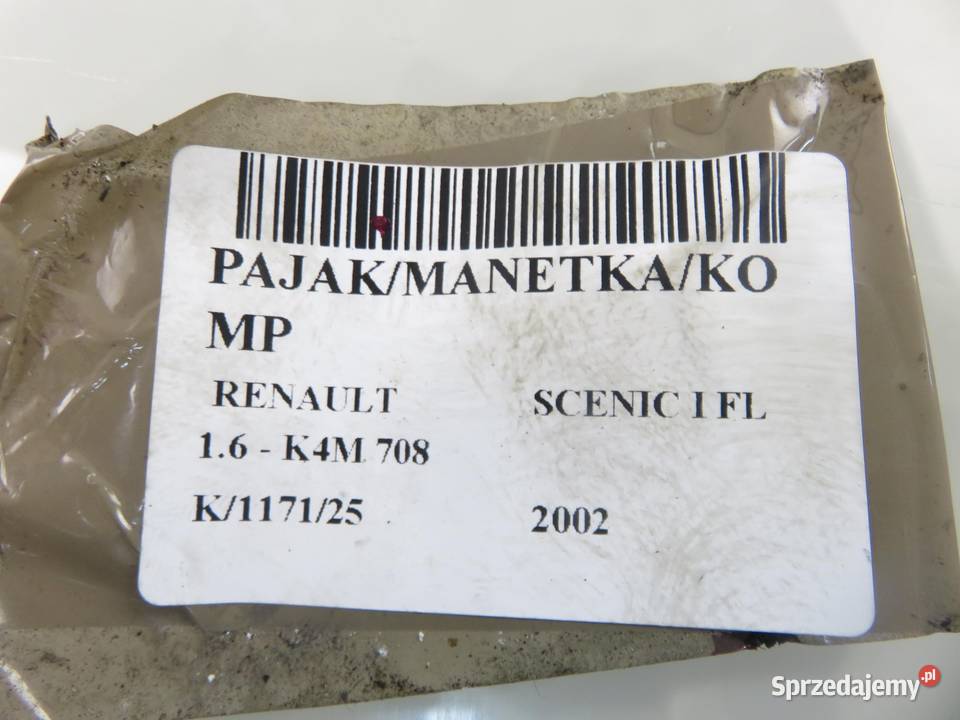 PAJAK/MANETKA/KO
MP
RENAULT SCENIC I FL
1.6 - K4M 708
K/1171/25 2002
Sprzedajemy.pl